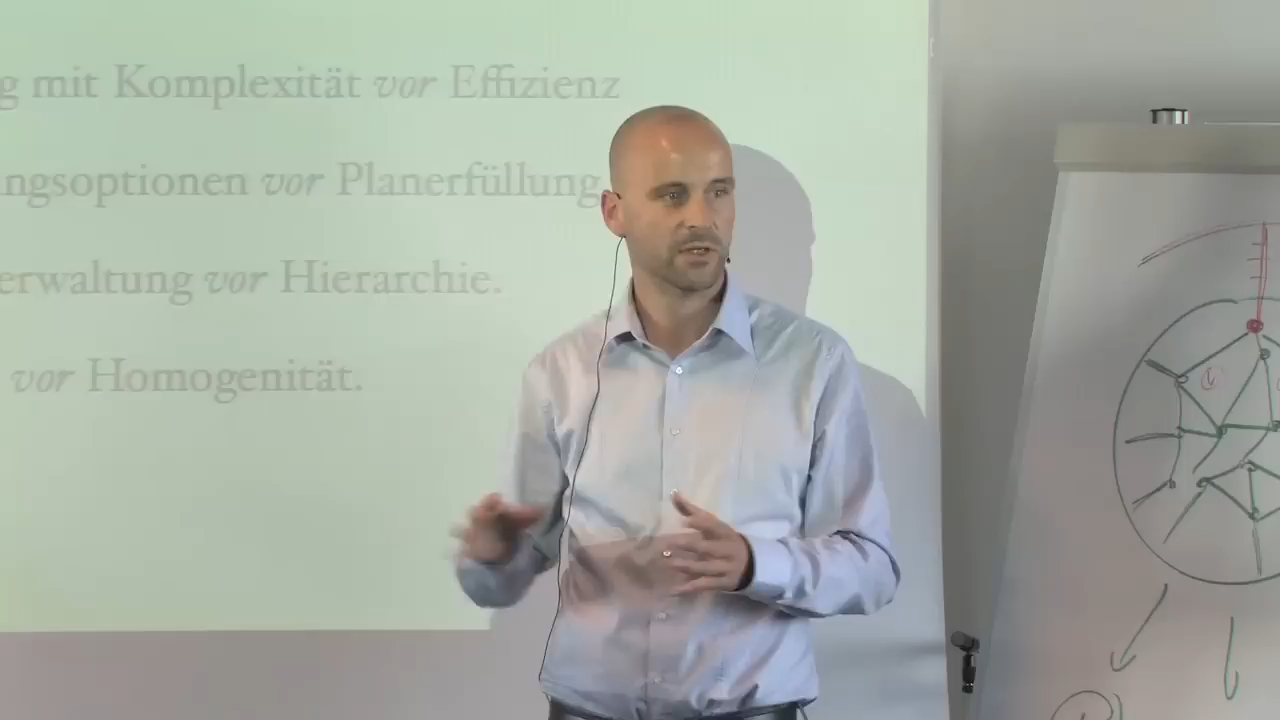 g mit Komplexität vor Effizienz
ngsoptionen vor Planerfüllung.
erwaltung vor Hierarchie.
vor Homogenität.